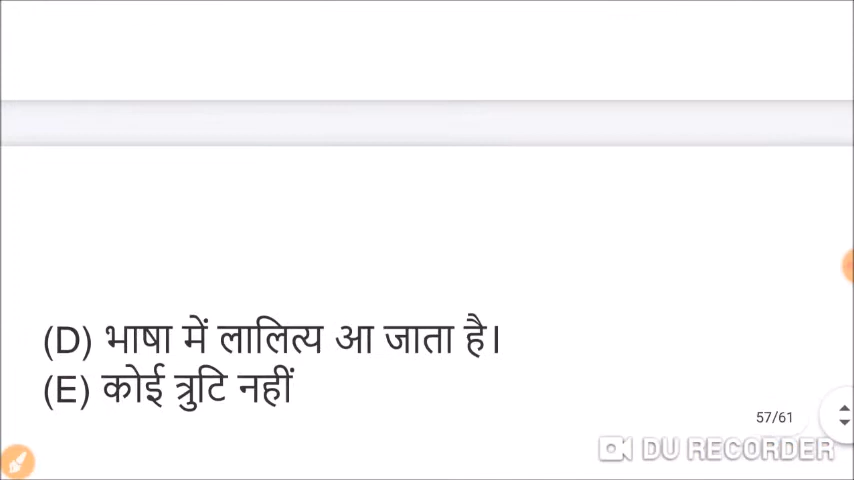 (D) भाषा में लालित्य आ जाता है।
(E) कोई त्रुटि नहीं
57/61
DU RECORDER